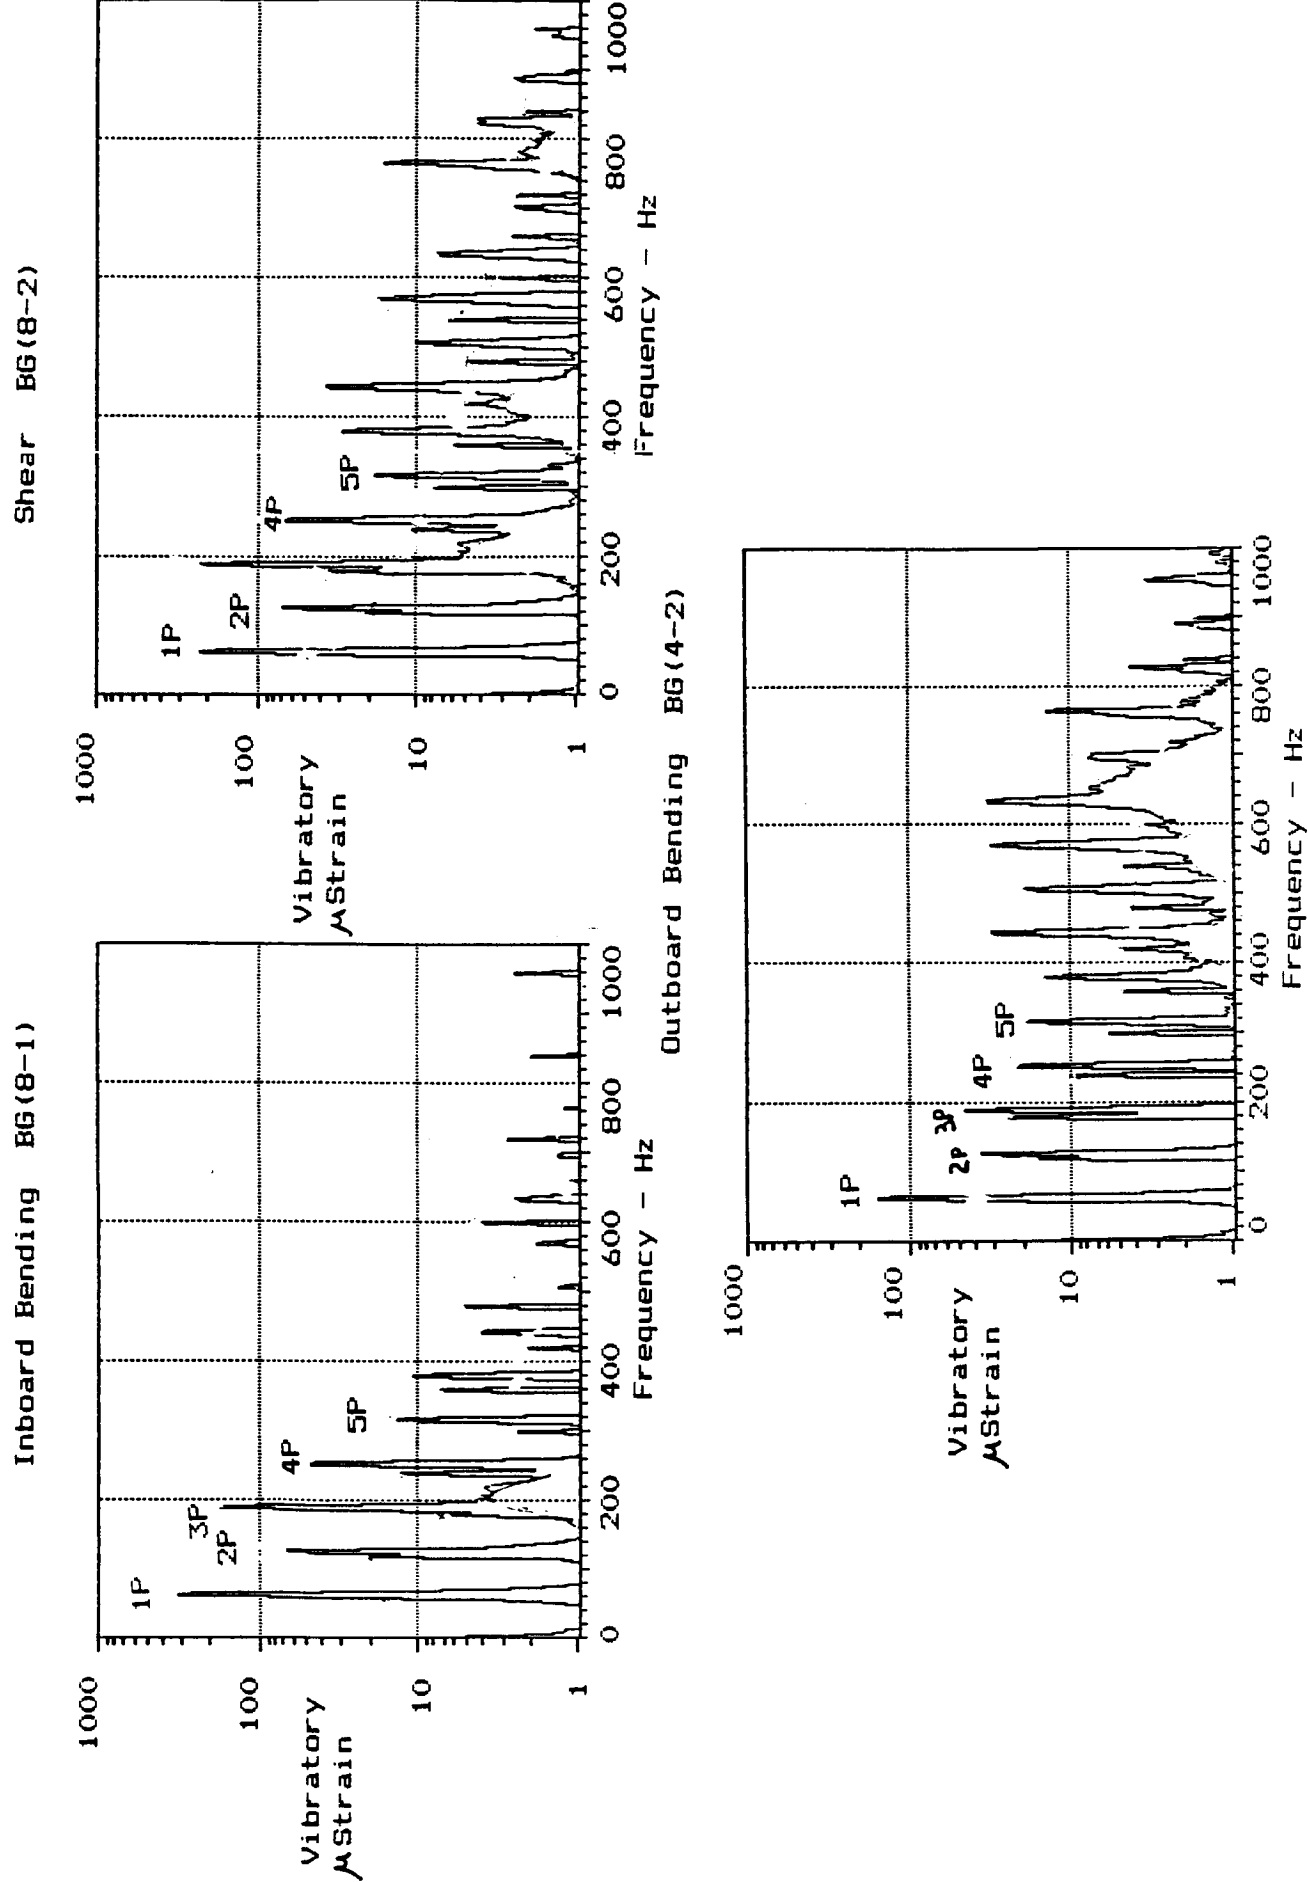 Inboard Bending BG(8-1)
1000
100
10
1
Vibratory
μStrain
1P
2P
3P
4P
5P
0 200 400 600 800 1000
Frequency - Hz
Shear BG(8-2)
1000
100
10
1
Vibratory
μStrain
1P
2P
4P
5P
0 200 400 600 800 1000
Frequency - Hz
Outboard Bending BG(4-2)
1000
100
10
1
Vibratory
μStrain
1P
2P
3P
4P
5P
0 200 400 600 800 1000
Frequency - Hz